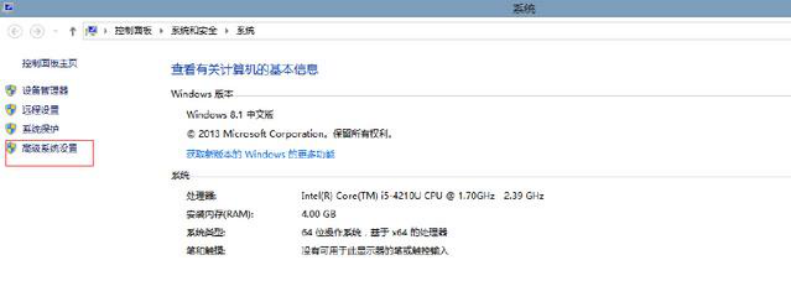 系统
控制面板 系统和安全 系统
控制面板主页
查看有关计算机的基本信息
设备管理器
Windows 版本
远程设置
Windows 8.1 中文版
系统保护
© 2013 Microsoft Corporation。保留所有权利。
高级系统设置
获取新版本的 Windows 的更多功能
系统
处理器: Intel(R) Core(TM) i5-4210U CPU @ 1.70GHz 2.39 GHz
安装内存(RAM): 4.00 GB
系统类型: 64 位操作系统，基于 x64 的处理器
笔和触摸: 没有可用于此显示器的笔或触控输入